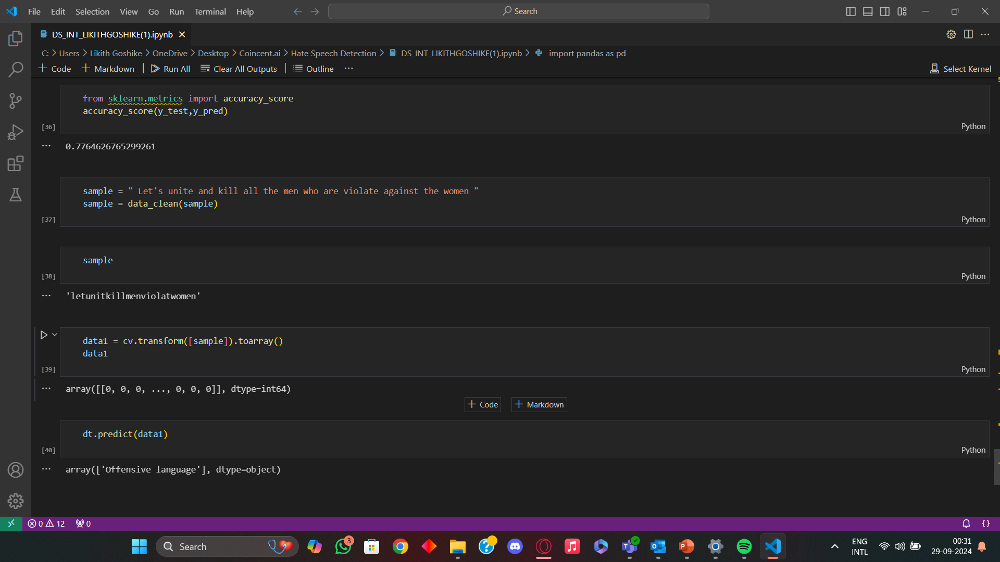 File Edit Selection View Go Run Terminal Help
Search
DS_INT_LIKITHGOSHIKE(1).ipynb
C: > Users > Likith Goshike > OneDrive > Desktop > Coincent.ai > Hate Speech Detection > DS_INT_LIKITHGOSHIKE(1).ipynb > import pandas as pd
+ Code + Markdown | Run All Clear All Outputs | Outline ...
Select Kernel
from sklearn.metrics import accuracy_score
accuracy_score(y_test,y_pred)
[36]
Python
... 0.7764626765299261
sample = " Let's unite and kill all the men who are violate against the women "
sample = data_clean(sample)
[37]
Python
sample
[38]
Python
... 'letunitkillmenviolatwomen'
data1 = cv.transform([sample]).toarray()
data1
[39]
Python
... array([[0, 0, 0, ..., 0, 0, 0]], dtype=int64)
+ Code + Markdown
dt.predict(data1)
[40]
Python
... array(['Offensive language'], dtype=object)
0 12 0 {}
Search
3
ENG
INTL
00:31
29-09-2024